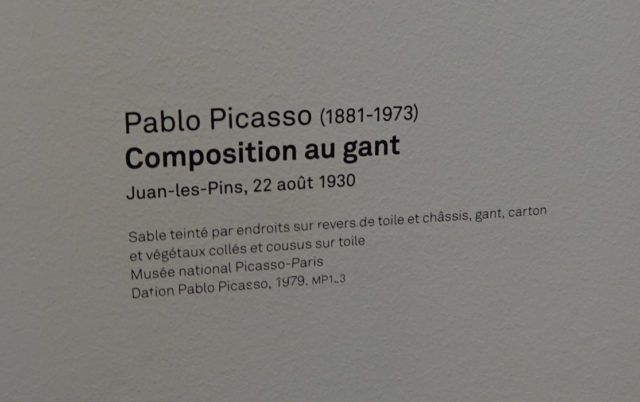 Pablo Picasso (1881-1973)
Composition au gant
Juan-les-Pins, 22 août 1930
Sable teinté par endroits sur revers de toile et châssis, gant, carton
et végétaux collés et cousus sur toile
Musée national Picasso-Paris
Dation Pablo Picasso, 1979.